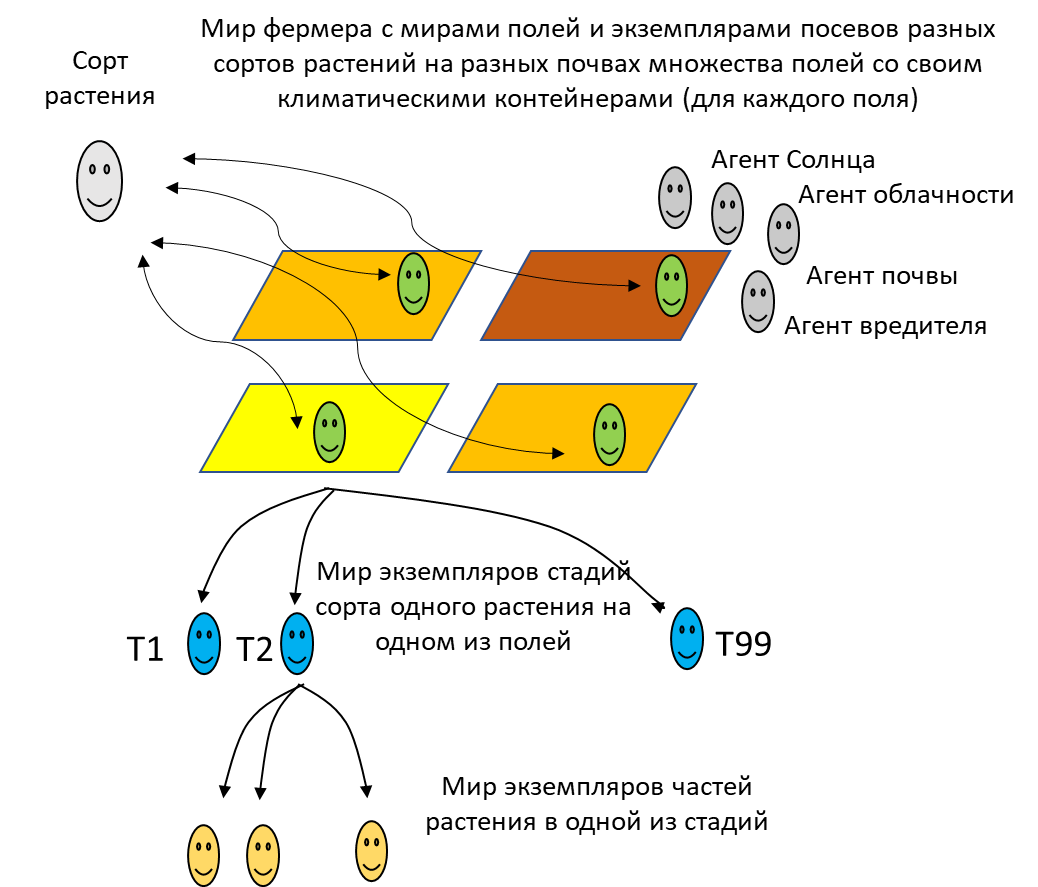 Мир фермера с мирами полей и экземплярами посевов разных
сортов растений на разных почвах множества полей со своим
климатическими контейнерами (для каждого поля)
Сорт
растения
Агент Солнца
Агент облачности
Агент почвы
Агент вредителя
Мир экземпляров стадий
сорта одного растения на
одном из полей
T1
T2
T99
Мир экземпляров частей
растения в одной из стадий